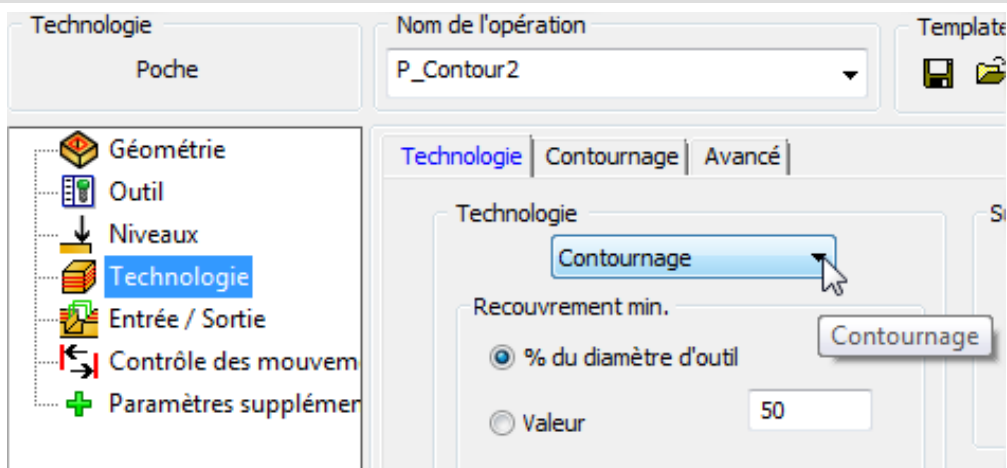 Technologie
Nom de l'opération
Template
Poche
P_Contour2
Géométrie
Outil
Niveaux
Technologie
Entrée / Sortie
Contrôle des mouvem
Paramètres supplémen
Technologie Contournage Avancé
Technologie
Contournage
Recouvrement min.
Contournage
% du diamètre d'outil
Valeur
50